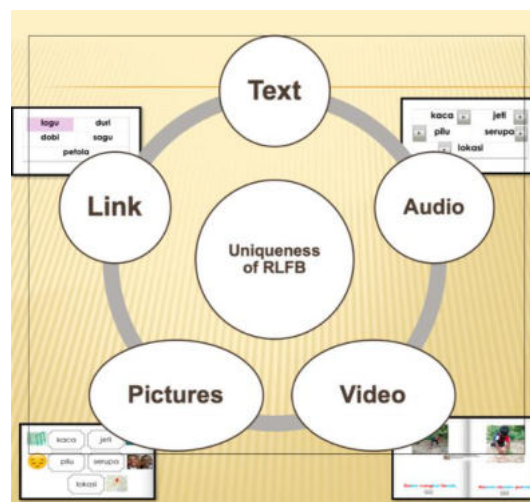 Text
lagu duri
dobi sagu
petola
kaca jeti
pilu serupa
lokasi
Link
Audio
Uniqueness
of RLFB
Pictures
Video
kaca jeti
pilu serupa
lokasi